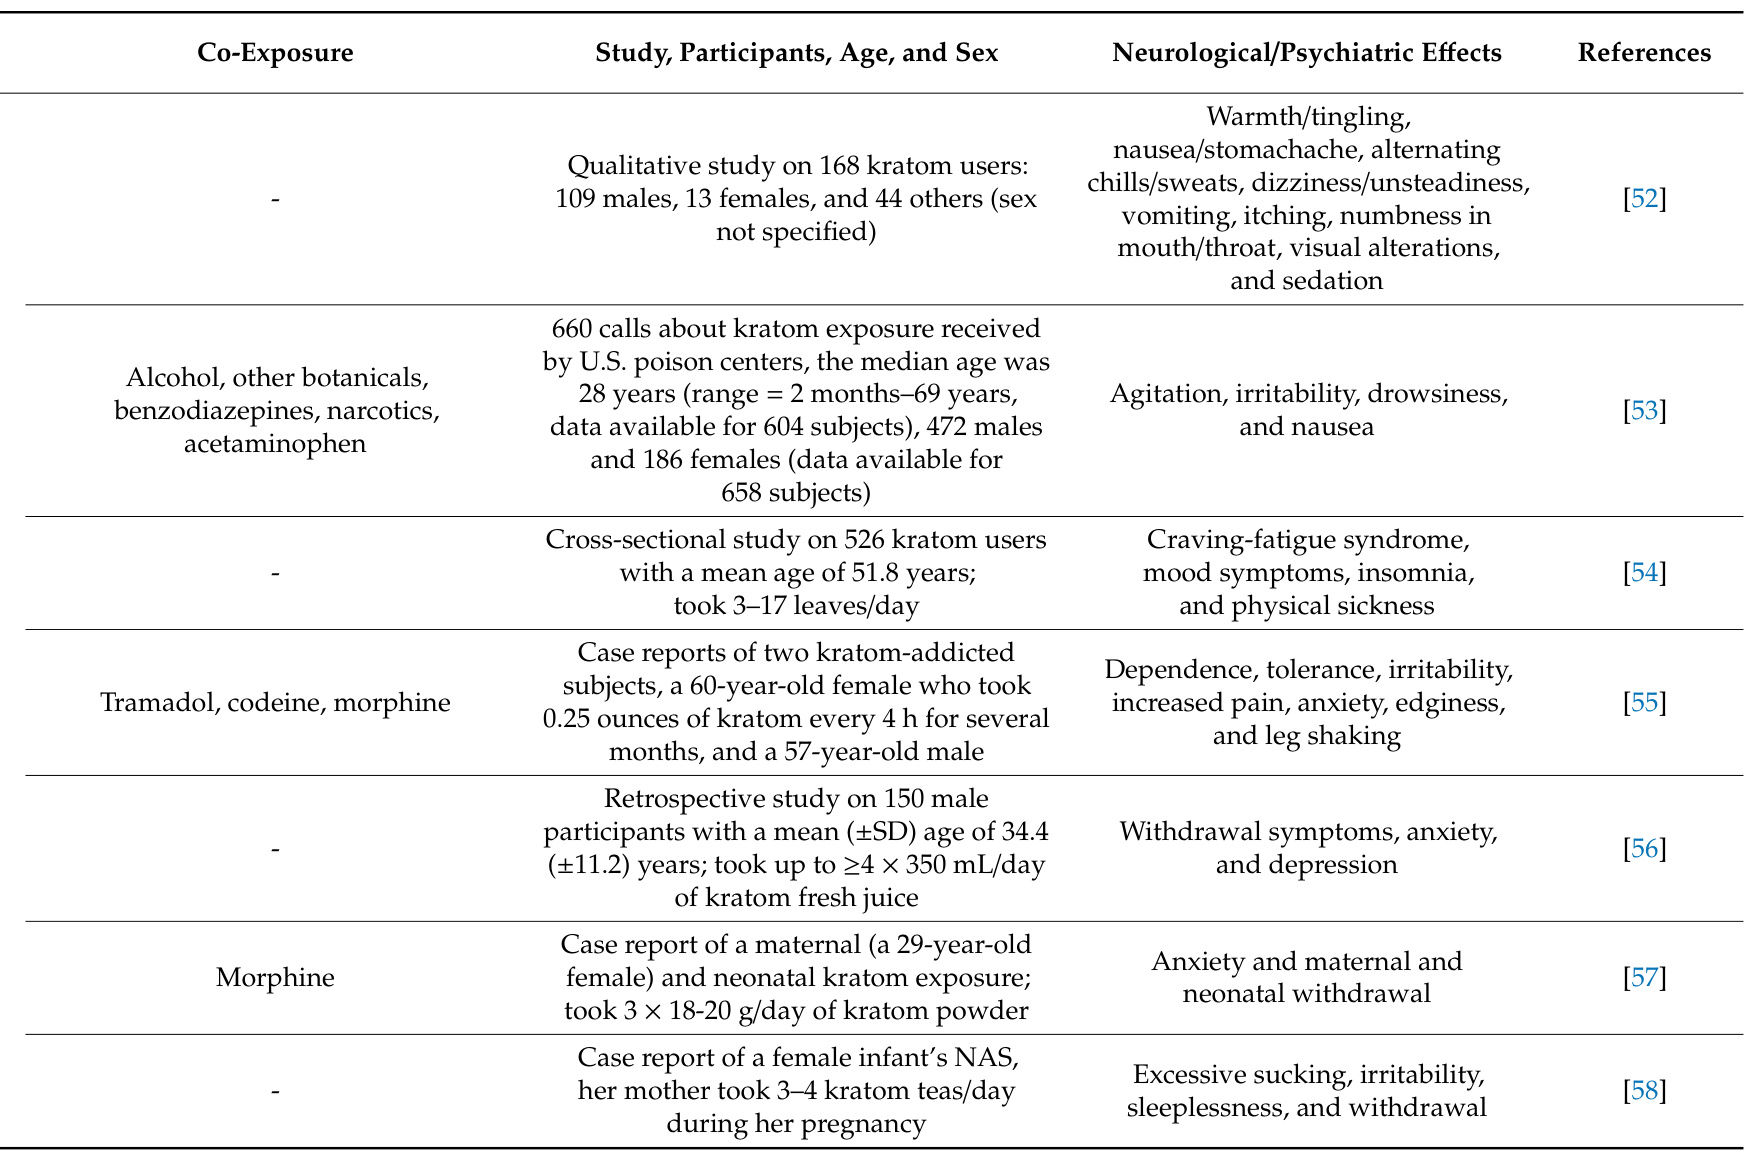 Co-Exposure Study, Participants, Age, and Sex Neurological/Psychiatric Effects References
-
Qualitative study on 168 kratom users:
109 males, 13 females, and 44 others (sex
not specified)
Warmth/tingling,
nausea/stomachache, alternating
chills/sweats, dizziness/unsteadiness,
vomiting, itching, numbness in
mouth/throat, visual alterations,
and sedation
[52]
Alcohol, other botanicals,
benzodiazepines, narcotics,
acetaminophen
660 calls about kratom exposure received
by U.S. poison centers, the median age was
28 years (range = 2 months–69 years,
data available for 604 subjects), 472 males
and 186 females (data available for
658 subjects)
Agitation, irritability, drowsiness,
and nausea
[53]
-
Cross-sectional study on 526 kratom users
with a mean age of 51.8 years;
took 3–17 leaves/day
Craving-fatigue syndrome,
mood symptoms, insomnia,
and physical sickness
[54]
Tramadol, codeine, morphine
Case reports of two kratom-addicted
subjects, a 60-year-old female who took
0.25 ounces of kratom every 4 h for several
months, and a 57-year-old male
Dependence, tolerance, irritability,
increased pain, anxiety, edginess,
and leg shaking
[55]
-
Retrospective study on 150 male
participants with a mean (±SD) age of 34.4
(±11.2) years; took up to ≥4 × 350 mL/day
of kratom fresh juice
Withdrawal symptoms, anxiety,
and depression
[56]
Morphine
Case report of a maternal (a 29-year-old
female) and neonatal kratom exposure;
took 3 × 18-20 g/day of kratom powder
Anxiety and maternal and
neonatal withdrawal
[57]
-
Case report of a female infant’s NAS,
her mother took 3–4 kratom teas/day
during her pregnancy
Excessive sucking, irritability,
sleeplessness, and withdrawal
[58]